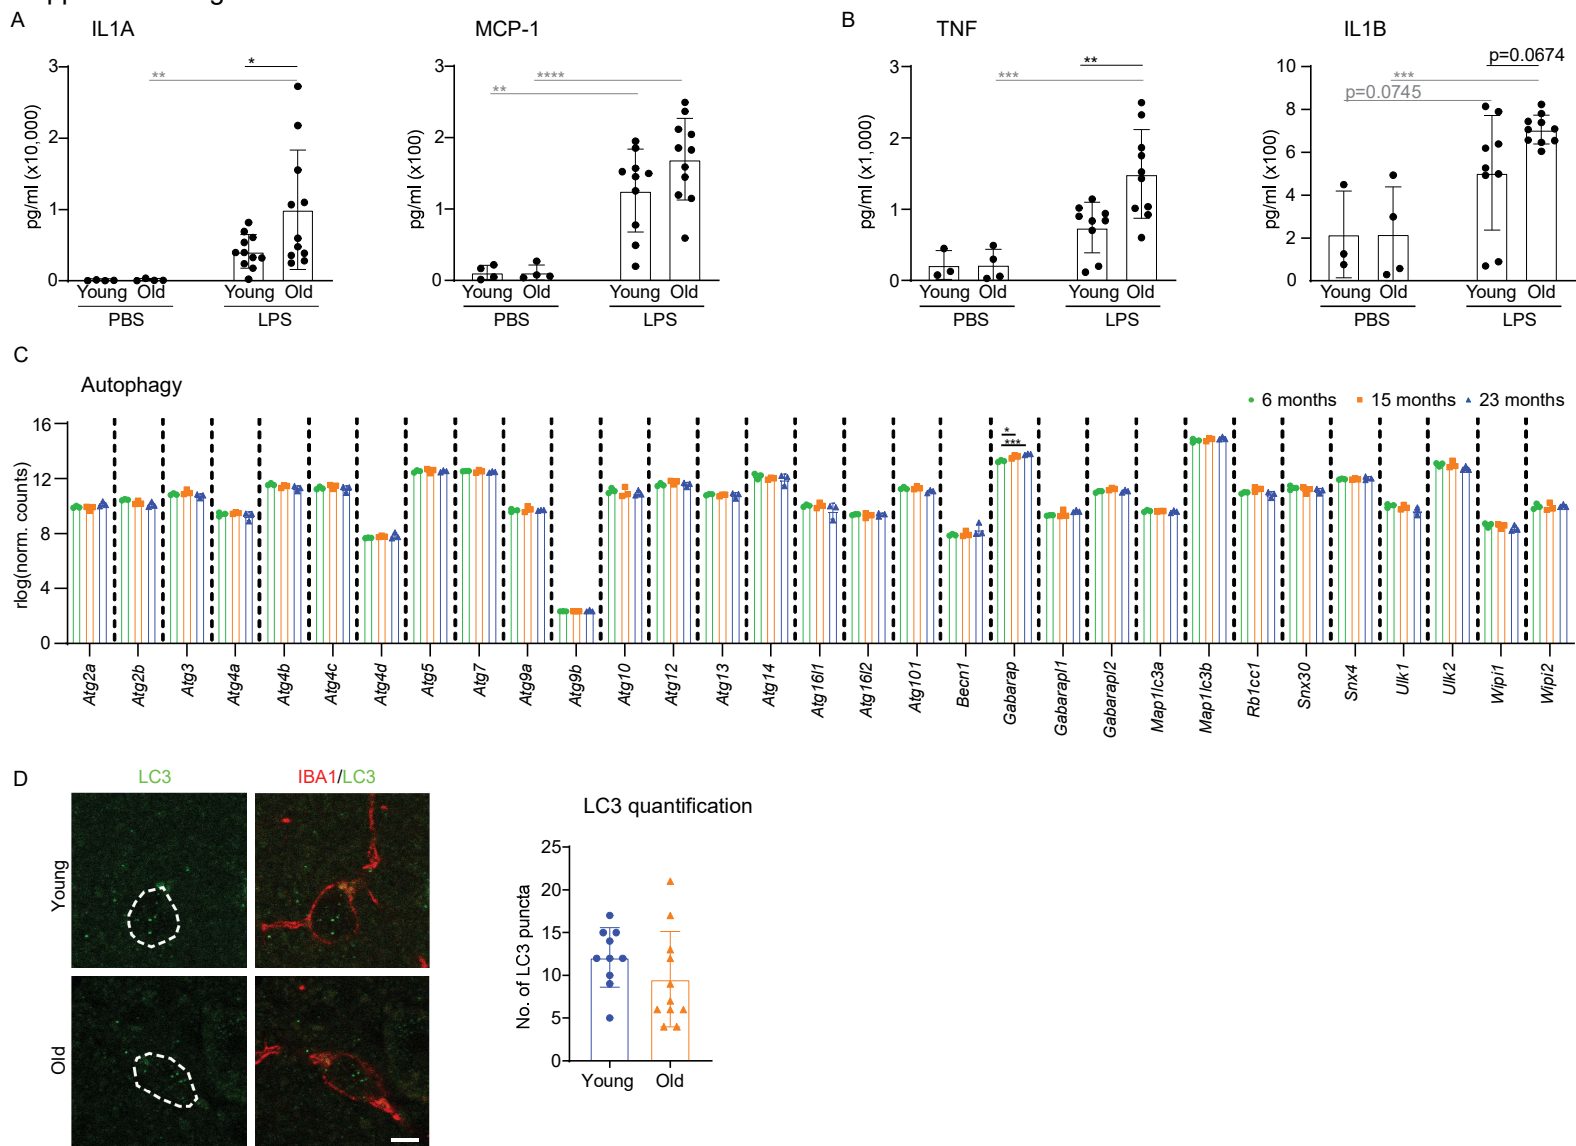 A
IL1A
MCP-1
B
TNF
IL1B
pg/ml (x10,000)
3
2
1
0
**
*
Young Old Young Old
PBS LPS
pg/ml (x100)
3
2
1
0
**
****
Young Old Young Old
PBS LPS
pg/ml (x1,000)
3
2
1
0
***
**
Young Old Young Old
PBS LPS
pg/ml (x100)
10
8
6
4
2
0
p=0.0745
***
p=0.0674
Young Old Young Old
PBS LPS
C
Autophagy
6 months 15 months 23 months
rlog(norm. counts)
16
12
8
4
0
*
***
Atg2a
Atg2b
Atg3
Atg4a
Atg4b
Atg4c
Atg4d
Atg5
Atg7
Atg9a
Atg9b
Atg10
Atg12
Atg13
Atg14
Atg16l1
Atg16l2
Atg101
Becn1
Gabarap
Gabarapl1
Gabarapl2
Map1lc3a
Map1lc3b
Rb1cc1
Snx30
Snx4
Ulk1
Ulk2
Wipi1
Wipi2
D
LC3
IBA1/LC3
Young
Old
LC3 quantification
No. of LC3 puncta
25
20
15
10
5
0
Young Old